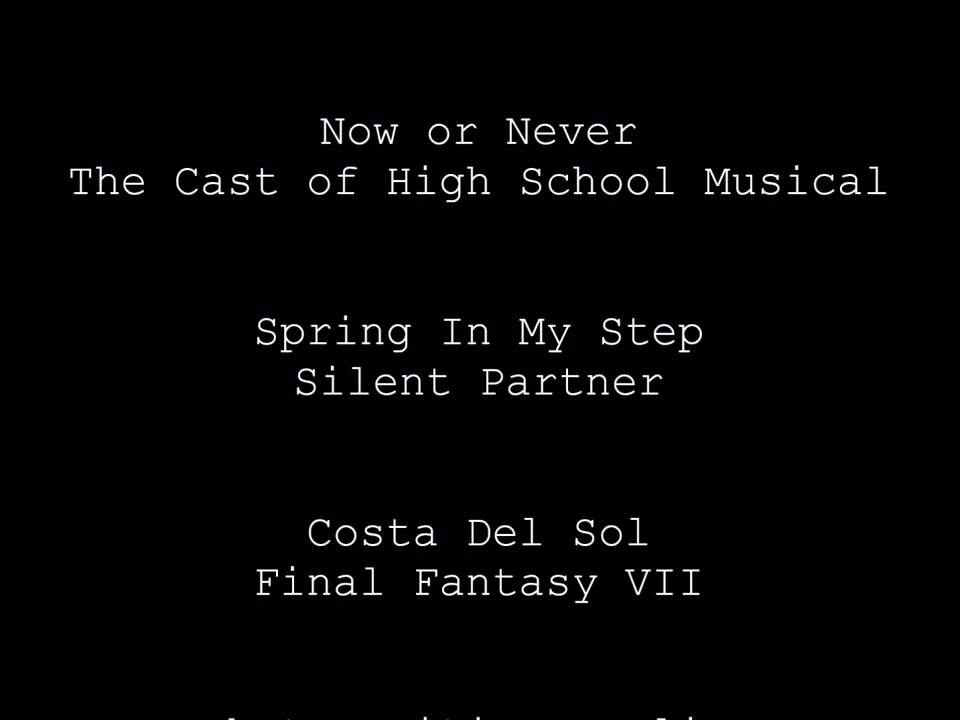 Now or Never
The Cast of High School Musical
Spring In My Step
Silent Partner
Costa Del Sol
Final Fantasy VII